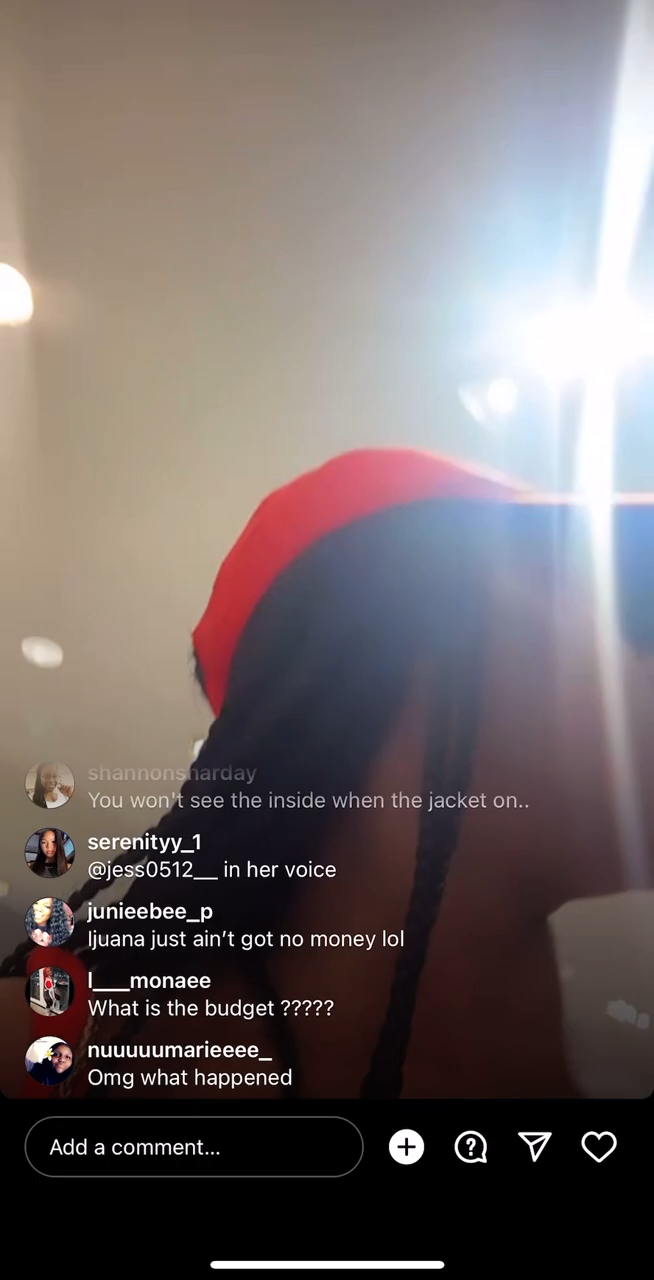 shannonsharday
You won't see the inside when the jacket on..
serenityy_1
@jess0512__ in her voice
junieebee_p
Ijuana just ain’t got no money lol
l___monaee
What is the budget ?????
nuuuuumarieeee_
Omg what happened
Add a comment...